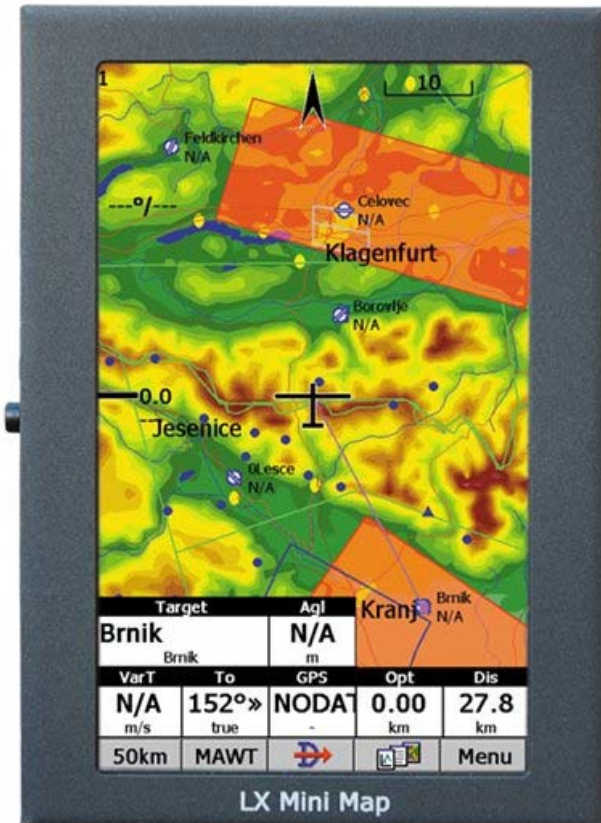 1
10
Feldkirchen
N/A
---°/---
Celovec
N/A
Klagenfurt
Borovlje
N/A
0.0
---
Jesenice
0Lesce
N/A
Kranj
Brnik
N/A
Target Agl
Brnik N/A
Brnik m
VarT To GPS Opt Dis
N/A 152°» NODAT 0.00 27.8
m/s true - km km
50km MAWT Menu
LX Mini Map